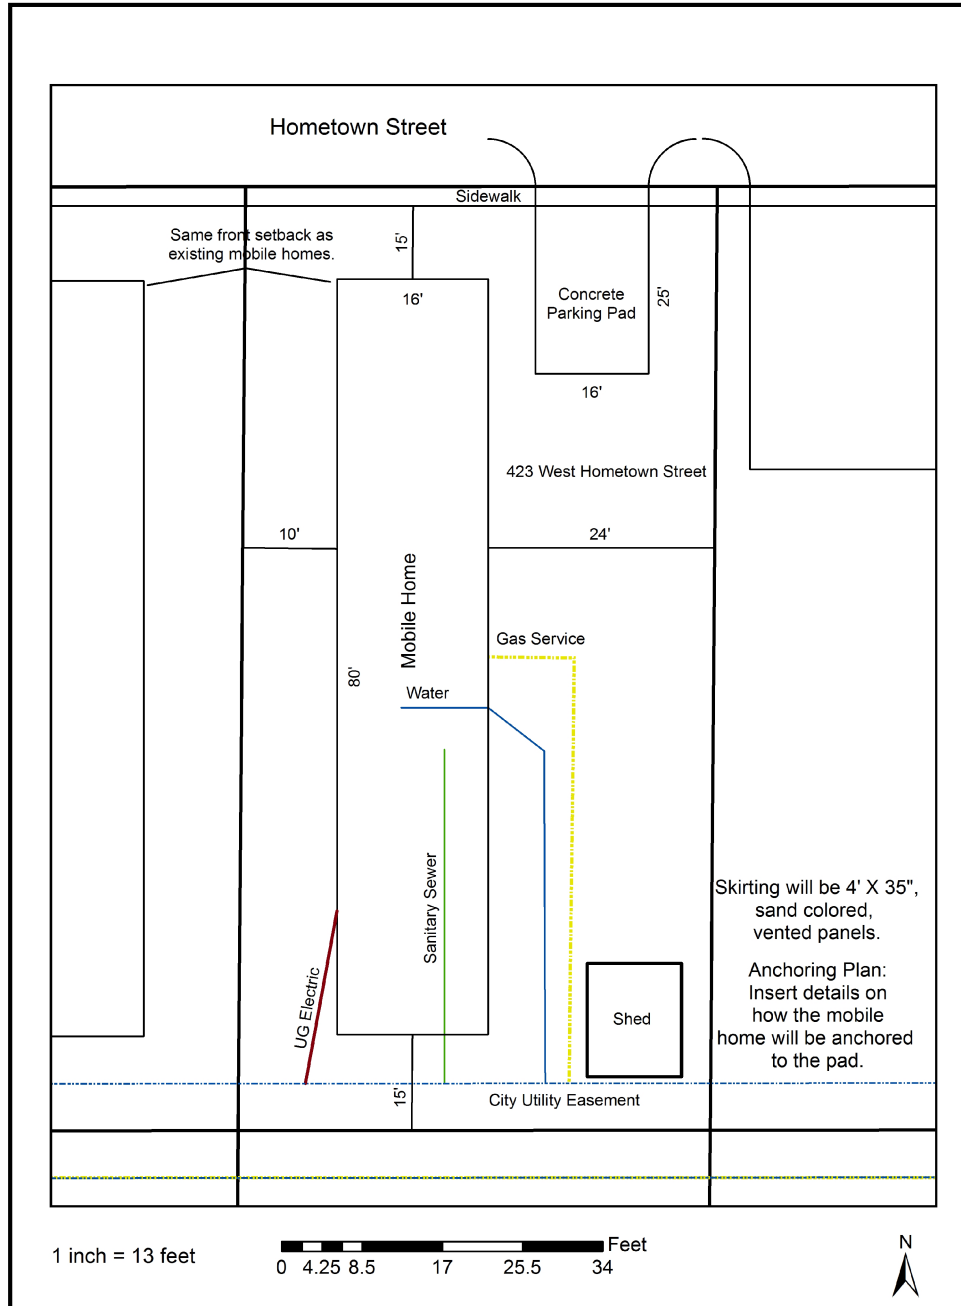 Hometown Street
Sidewalk
Same front setback as
existing mobile homes.
15'
16'
Concrete
Parking Pad
25'
16'
423 West Hometown Street
10'
24'
Mobile Home
80'
Gas Service
Water
Sanitary Sewer
UG Electric
Skirting will be 4' X 35",
sand colored,
vented panels.
Anchoring Plan:
Insert details on
how the mobile
home will be anchored
to the pad.
Shed
15'
City Utility Easement
1 inch = 13 feet
Feet
0 4.25 8.5 17 25.5 34
N